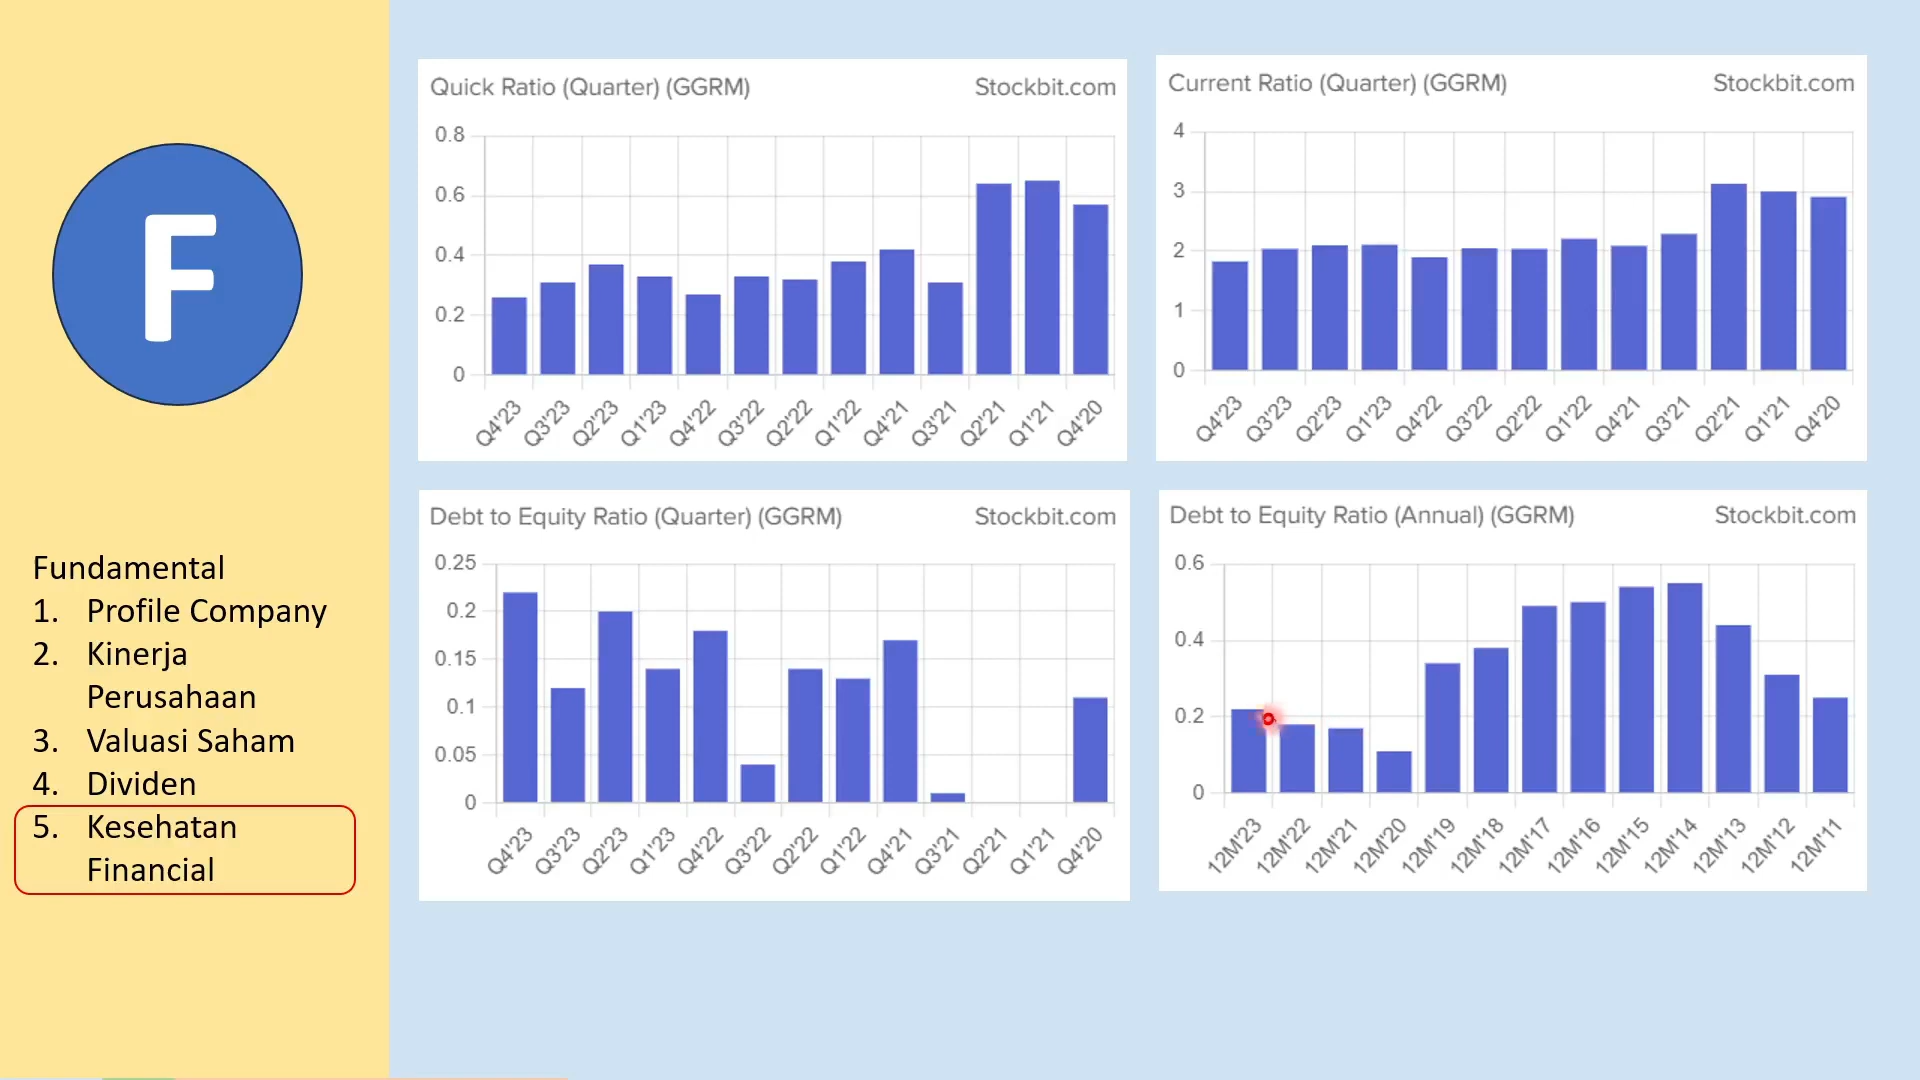 F
Fundamental
1. Profile Company
2. Kinerja
Perusahaan
3. Valuasi Saham
4. Dividen
5. Kesehatan
Financial
Quick Ratio (Quarter) (GGRM) Stockbit.com
0.8
0.6
0.4
0.2
0
Q4'23 Q3'23 Q2'23 Q1'23 Q4'22 Q3'22 Q2'22 Q1'22 Q4'21 Q3'21 Q2'21 Q1'21 Q4'20
Current Ratio (Quarter) (GGRM) Stockbit.com
4
3
2
1
0
Q4'23 Q3'23 Q2'23 Q1'23 Q4'22 Q3'22 Q2'22 Q1'22 Q4'21 Q3'21 Q2'21 Q1'21 Q4'20
Debt to Equity Ratio (Quarter) (GGRM) Stockbit.com
0.25
0.2
0.15
0.1
0.05
0
Q4'23 Q3'23 Q2'23 Q1'23 Q4'22 Q3'22 Q2'22 Q1'22 Q4'21 Q3'21 Q2'21 Q1'21 Q4'20
Debt to Equity Ratio (Annual) (GGRM) Stockbit.com
0.6
0.4
0.2
0
12M'23 12M'22 12M'21 12M'20 12M'19 12M'18 12M'17 12M'16 12M'15 12M'14 12M'13 12M'12 12M'11